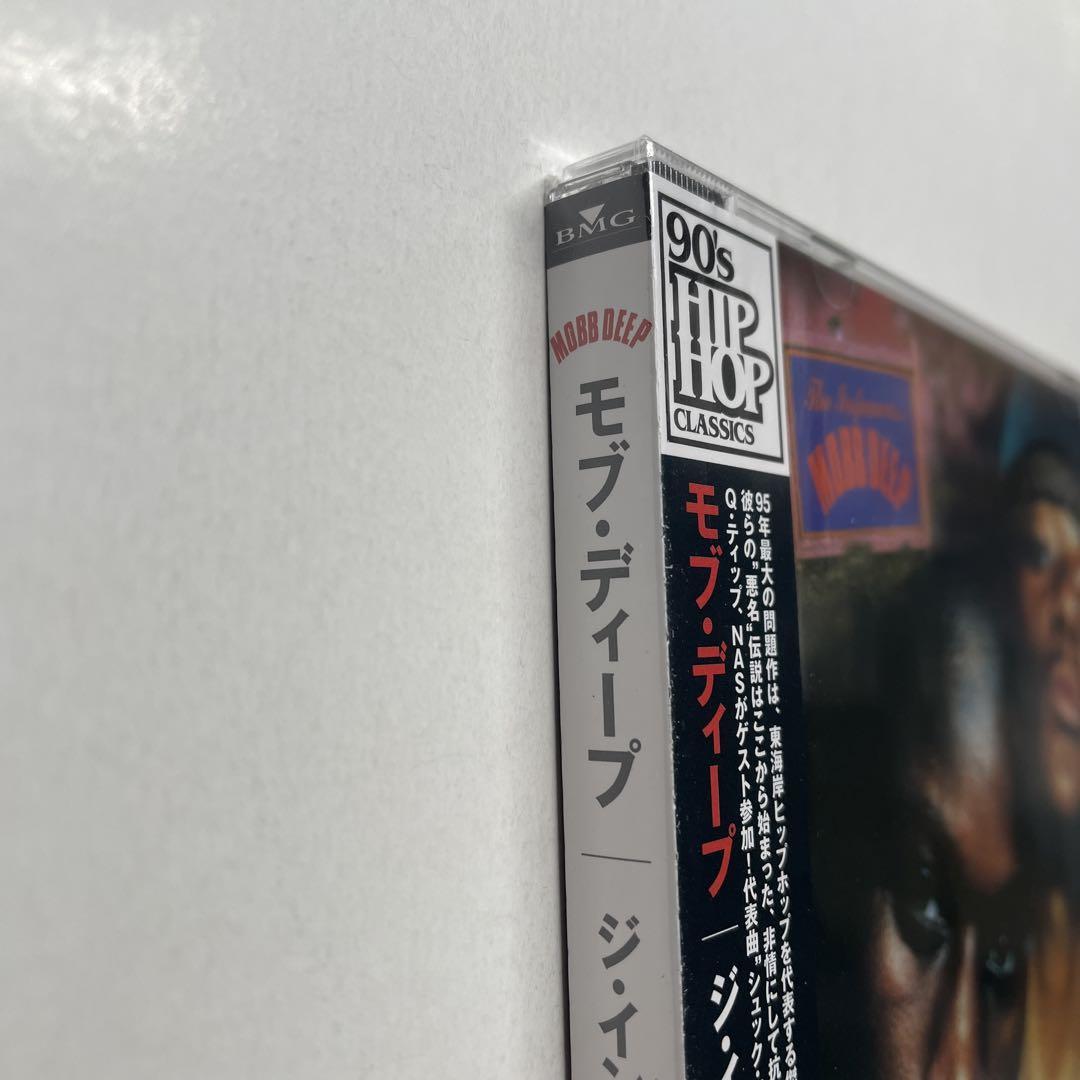 BMG
MOBB DEEP
モブ・ディープ
ジ・イン
90's
HIP
HOP
CLASSICS
モブ・ディープ
ジ・イ
95年最大の問題作は、東海岸ヒップホップを代表する
彼らの"悪名"伝説はここから始まった、非情にして抗
Q・ティップ、NASがゲスト参加!代表曲"シュック・
The Infamous
MOBB DEEP